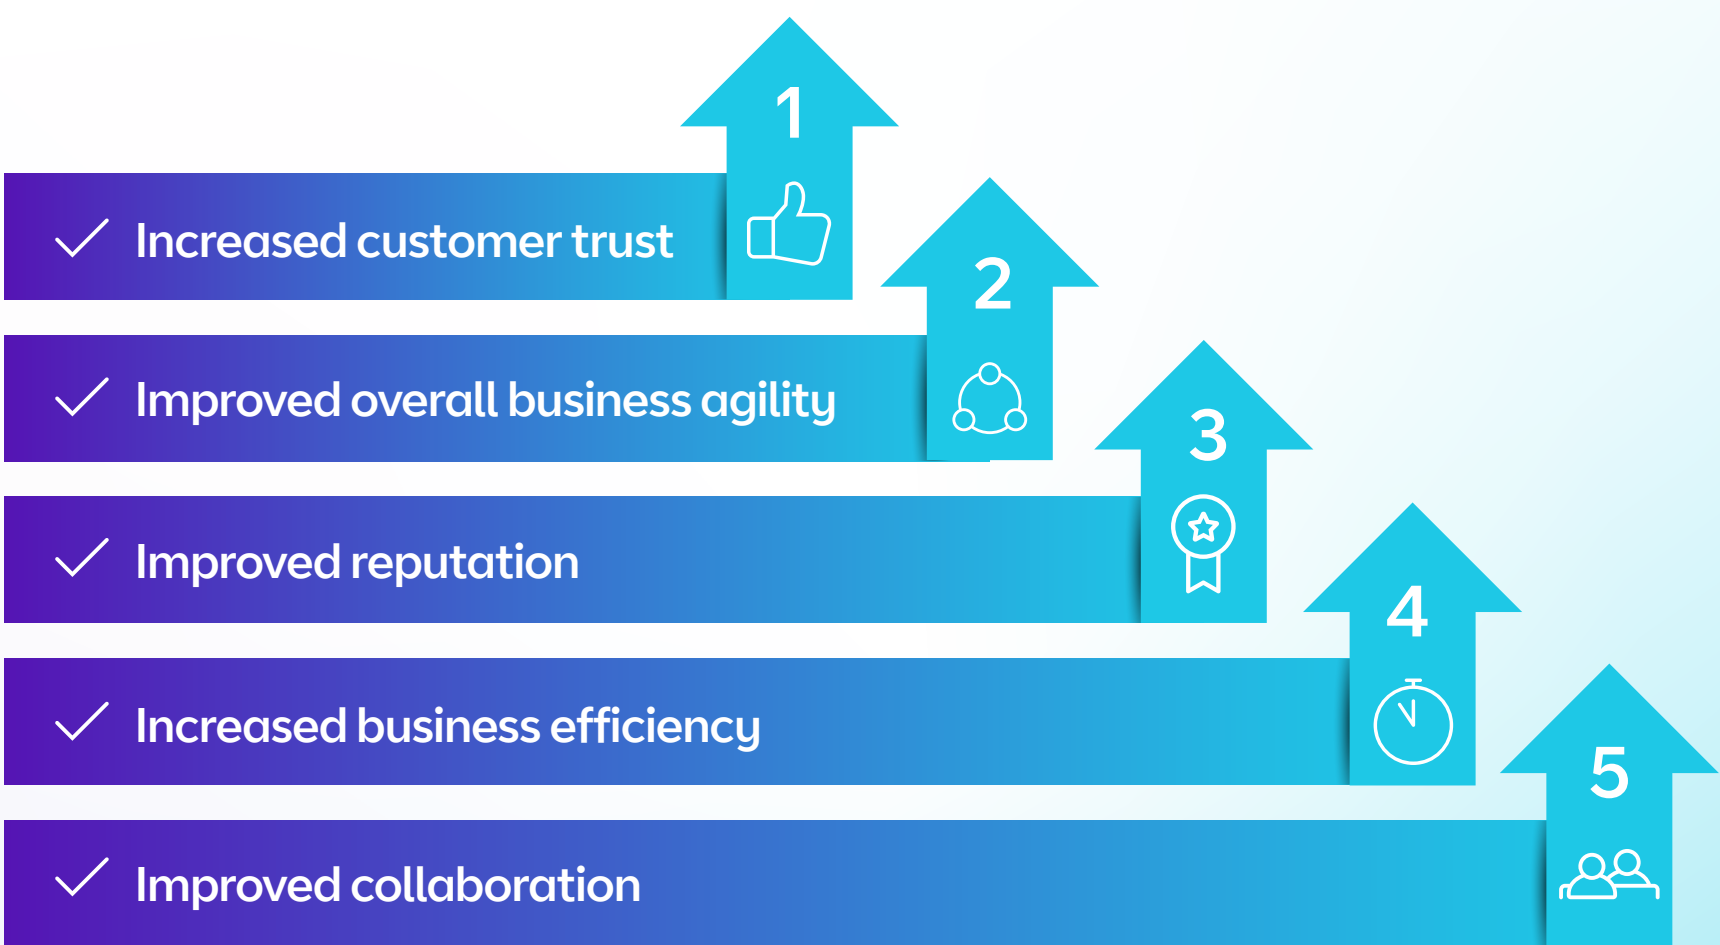 1
Increased customer trust
2
Improved overall business agility
3
Improved reputation
4
Increased business efficiency
5
Improved collaboration